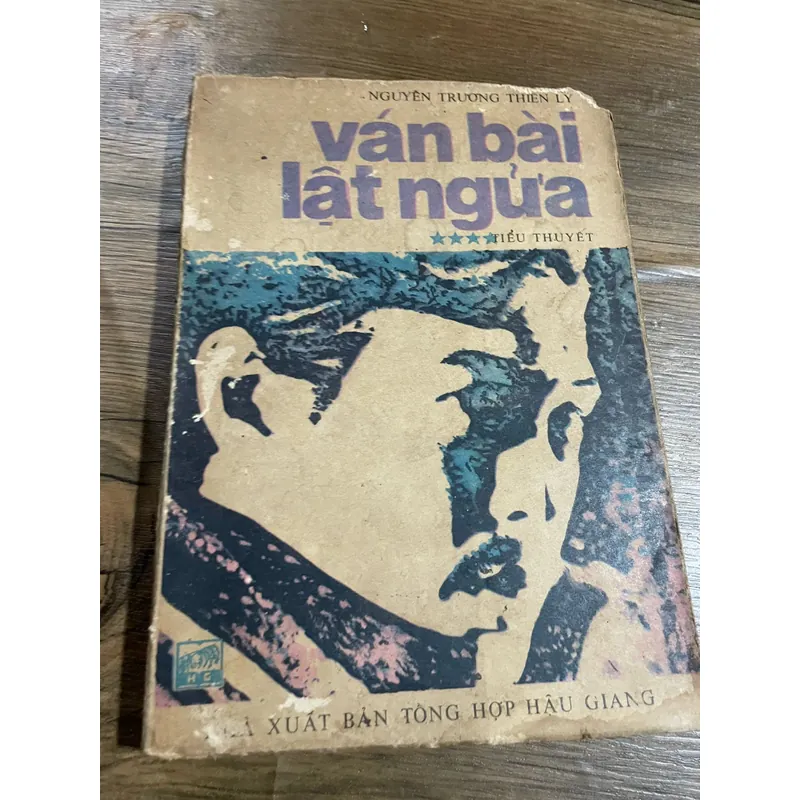 NGUYỄN TRƯƠNG THIÊN LÝ
ván bài
lật ngửa
★★★★TIỂU THUYẾT
HG
XUẤT BẢN TỔNG HỢP HẬU GIANG